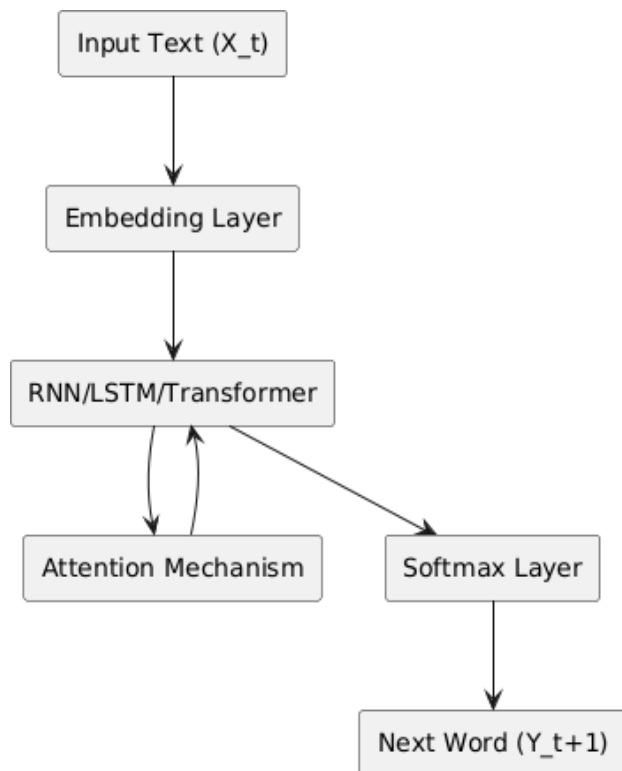 Input Text (X_t)
Embedding Layer
RNN/LSTM/Transformer
Attention Mechanism
Softmax Layer
Next Word (Y_t+1)